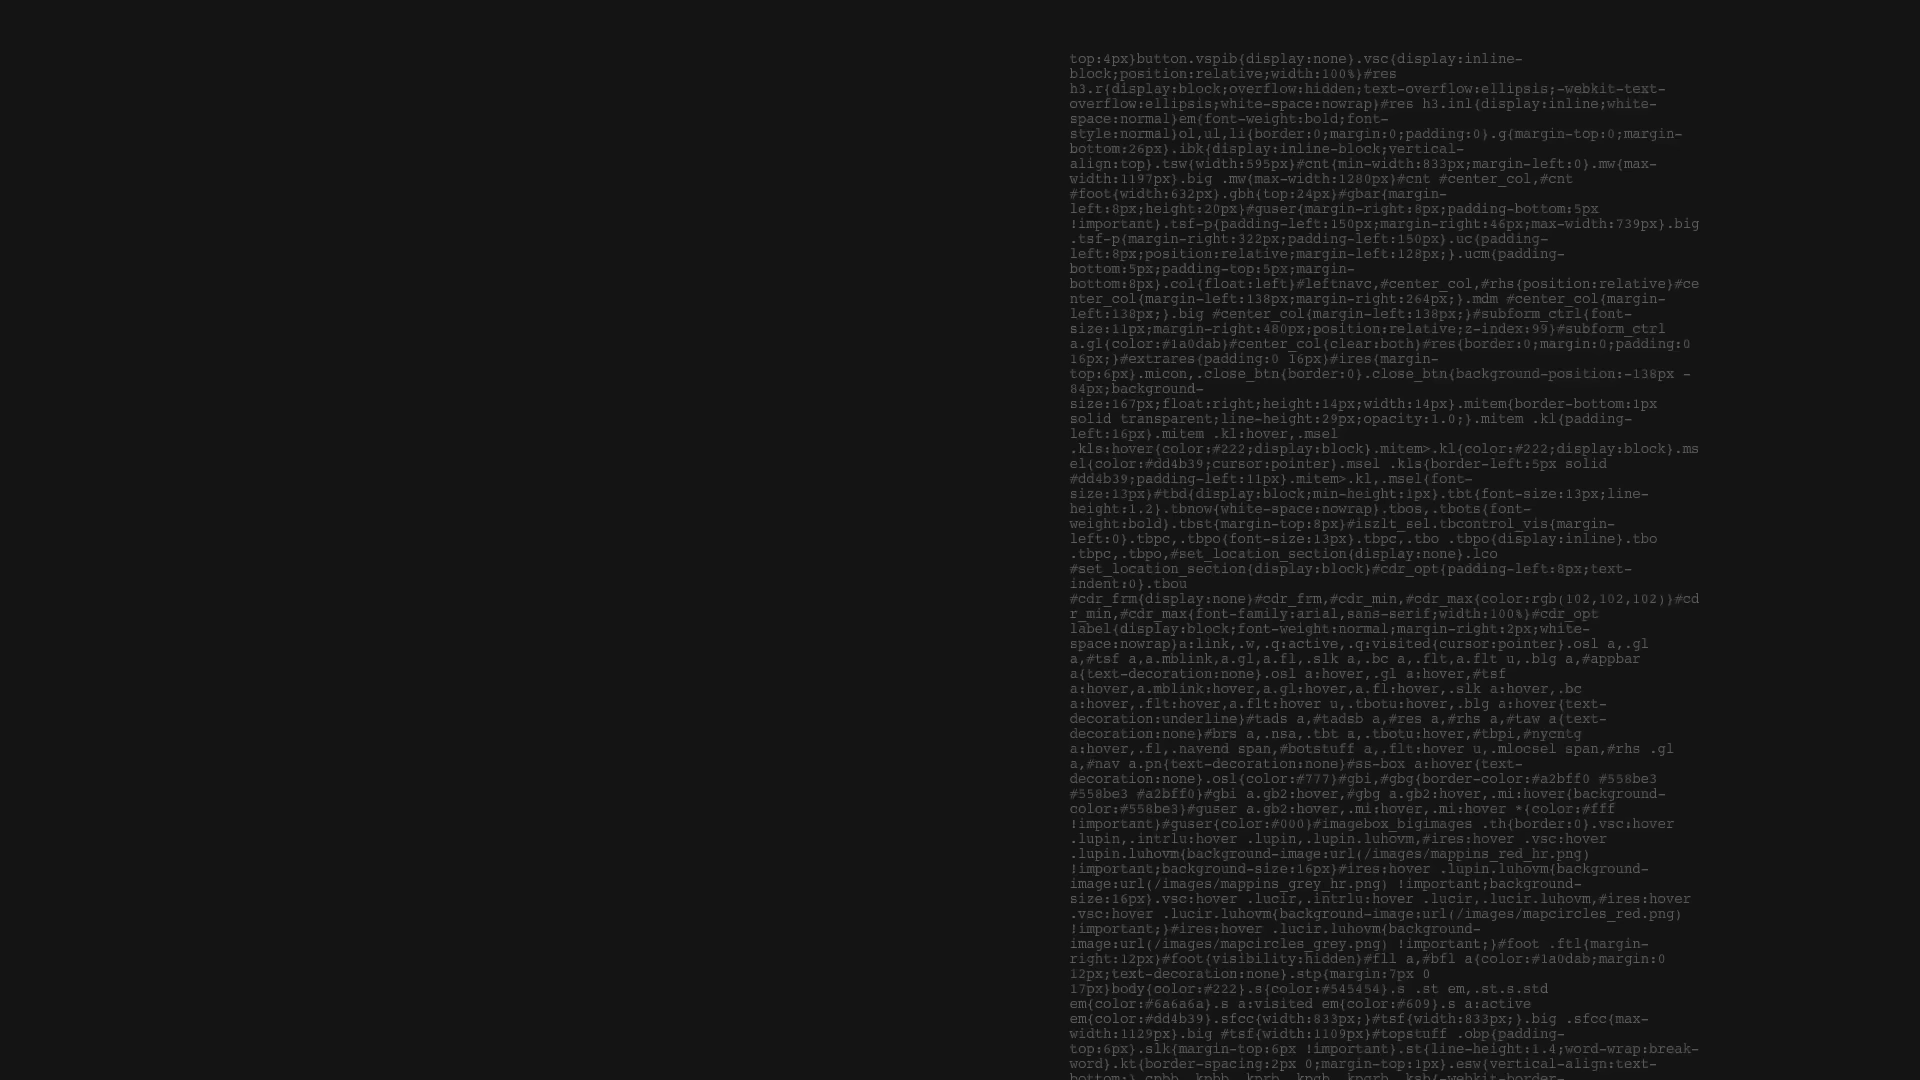 top:4px}button.vspib{display:none}.vsc{display:inline-
block;position:relative;width:100%}#res
h3.r{display:block;overflow:hidden;text-overflow:ellipsis;-webkit-text-
overflow:ellipsis;white-space:nowrap}#res h3.inl{display:inline;white-
space:normal}em{font-weight:bold;font-
style:normal}ol,ul,li{border:0;margin:0;padding:0}.g{margin-top:0;margin-
bottom:26px}.ibk{display:inline-block;vertical-
align:top}.tsw{width:595px}#cnt{min-width:833px;margin-left:0}.mw{max-
width:1197px}.big .mw{max-width:1280px}#cnt #center_col,#cnt
#foot{width:632px}.gbh{top:24px}#gbar{margin-
left:8px;height:20px}#guser{margin-right:8px;padding-bottom:5px
!important}.tsf-p{padding-left:150px;margin-right:46px;max-width:739px}.big
.tsf-p{margin-right:322px;padding-left:150px}.uc{padding-
left:8px;position:relative;margin-left:128px;}.ucm{padding-
bottom:5px;padding-top:5px;margin-
bottom:8px}.col{float:left}#leftnavc,#center_col,#rhs{position:relative}#ce
nter_col{margin-left:138px;margin-right:264px;}.mdm #center_col{margin-
left:138px;}.big #center_col{margin-left:138px;}#subform_ctrl{font-
size:11px;margin-right:480px;position:relative;z-index:99}#subform_ctrl
a.gl{color:#1a0dab}#center_col{clear:both}#res{border:0;margin:0;padding:0
16px;}#extrares{padding:0 16px}#ires{margin-
top:6px}.micon,.close_btn{border:0}.close_btn{background-position:-138px -
84px;background-
size:167px;float:right;height:14px;width:14px}.mitem{border-bottom:1px
solid transparent;line-height:29px;opacity:1.0;}.mitem .kl{padding-
left:16px}.mitem .kl:hover,.msel
.kls:hover{color:#222;display:block}.mitem>.kl{color:#222;display:block}.ms
el{color:#dd4b39;cursor:pointer}.msel .kls{border-left:5px solid
#dd4b39;padding-left:11px}.mitem>.kl,.msel{font-
size:13px}#tbd{display:block;min-height:1px}.tbt{font-size:13px;line-
height:1.2}.tbnow{white-space:nowrap}.tbos,.tbots{font-
weight:bold}.tbst{margin-top:8px}#iszlt_sel.tbcontrol_vis{margin-
left:0}.tbpc,.tbpo{font-size:13px}.tbpc,.tbo .tbpo{display:inline}.tbo
.tbpc,.tbpo,#set_location_section{display:none}.lco
#set_location_section{display:block}#cdr_opt{padding-left:8px;text-
indent:0}.tbou
#cdr_frm{display:none}#cdr_frm,#cdr_min,#cdr_max{color:rgb(102,102,102)}#cd
r_min,#cdr_max{font-family:arial,sans-serif;width:100%}#cdr_opt
label{display:block;font-weight:normal;margin-right:2px;white-
space:nowrap}a:link,.w,.q:active,.q:visited{cursor:pointer}.osl a,.gl
a,#tsf a,a.mblink,a.gl,a.fl,.slk a,.bc a,.flt,a.flt u,.blg a,#appbar
a{text-decoration:none}.osl a:hover,.gl a:hover,#tsf
a:hover,a.mblink:hover,a.gl:hover,a.fl:hover,.slk a:hover,.bc
a:hover,.flt:hover,a.flt:hover u,.tbotu:hover,.blg a:hover{text-
decoration:underline}#tads a,#tadsb a,#res a,#rhs a,#taw a{text-
decoration:none}#brs a,.nsa,.tbt a,.tbotu:hover,#tbpi,#nycntg
a:hover,.fl,.navend span,#botstuff a,.flt:hover u,.mlocsel span,#rhs .gl
a,#nav a.pn{text-decoration:none}#ss-box a:hover{text-
decoration:none}.osl{color:#777}#gbi,#gbg{border-color:#a2bff0 #558be3
#558be3 #a2bff0}#gbi a.gb2:hover,#gbg a.gb2:hover,.mi:hover{background-
color:#558be3}#guser a.gb2:hover,.mi:hover,.mi:hover *{color:#fff
!important}#guser{color:#000}#imagebox_bigimages .th{border:0}.vsc:hover
.lupin,.intrlu:hover .lupin,.lupin.luhovm,#ires:hover .vsc:hover
.lupin.luhovm{background-image:url(/images/mappins_red_hr.png)
!important;background-size:16px}#ires:hover .lupin.luhovm{background-
image:url(/images/mappins_grey_hr.png) !important;background-
size:16px}.vsc:hover .lucir,.intrlu:hover .lucir,.lucir.luhovm,#ires:hover
.vsc:hover .lucir.luhovm{background-image:url(/images/mapcircles_red.png)
!important;}#ires:hover .lucir.luhovm{background-
image:url(/images/mapcircles_grey.png) !important;}#foot .ftl{margin-
right:12px}#foot{visibility:hidden}#fll a,#bfl a{color:#1a0dab;margin:0
12px;text-decoration:none}.stp{margin:7px 0
17px}body{color:#222}.s{color:#545454}.s .st em,.st.s.std
em{color:#6a6a6a}.s a:visited em{color:#609}.s a:active
em{color:#dd4b39}.sfcc{width:833px;}#tsf{width:833px;}.big .sfcc{max-
width:1129px}.big #tsf{width:1109px}#topstuff .obp{padding-
top:6px}.slk{margin-top:6px !important}.st{line-height:1.4;word-wrap:break-
word}.kt{border-spacing:2px 0;margin-top:1px}.esw{vertical-align:text-
bottom;}.cpbb,.kpbb,.kprb,.kpgb,.kpgrb,.ksb{-webkit-border-